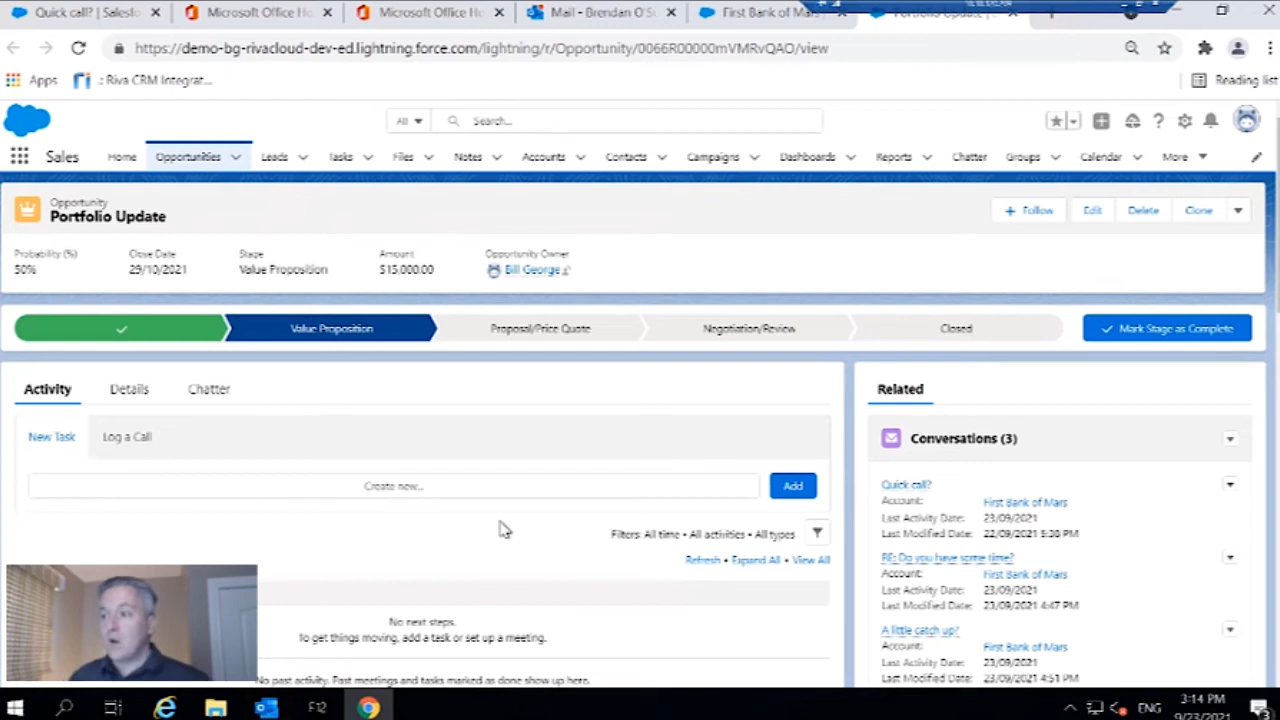 Quick call? | Salesfo
Microsoft Office Ho
Microsoft Office Ho
Mail - Brendan O'S
First Bank of Mars
Portfolio Update |
https://demo-bg-rivacloud-dev-ed.lightning.force.com/lightning/r/Opportunity/0066R00000mVMRvQAO/view
Apps
.: Riva CRM Integrat...
Reading list
All
Search...
Sales
Home
Opportunities
Leads
Tasks
Files
Notes
Accounts
Contacts
Campaigns
Dashboards
Reports
Chatter
Groups
Calendar
More
Opportunity
Portfolio Update
+ Follow
Edit
Delete
Clone
Probability (%)
Close Date
Stage
Amount
Opportunity Owner
50%
29/10/2021
Value Proposition
$15,000.00
Bill George
Value Proposition
Proposal/Price Quote
Negotiation/Review
Closed
Mark Stage as Complete
Activity
Details
Chatter
Related
New Task
Log a Call
Conversations (3)
Create new...
Add
Quick call?
Account:
First Bank of Mars
Last Activity Date:
23/09/2021
Last Modified Date:
22/09/2021 5:38 PM
Filters: All time • All activities • All types
Refresh • Expand All • View All
RE: Do you have some time?
Account:
First Bank of Mars
Last Activity Date:
23/09/2021
Last Modified Date:
23/09/2021 4:47 PM
No next steps.
To get things moving, add a task or set up a meeting.
A little catch up?
Account:
First Bank of Mars
Last Activity Date:
23/09/2021
Last Modified Date:
23/09/2021 4:51 PM
No past activity. Past meetings and tasks marked as done show up here.
F12
ENG
3:14 PM
9/23/2021